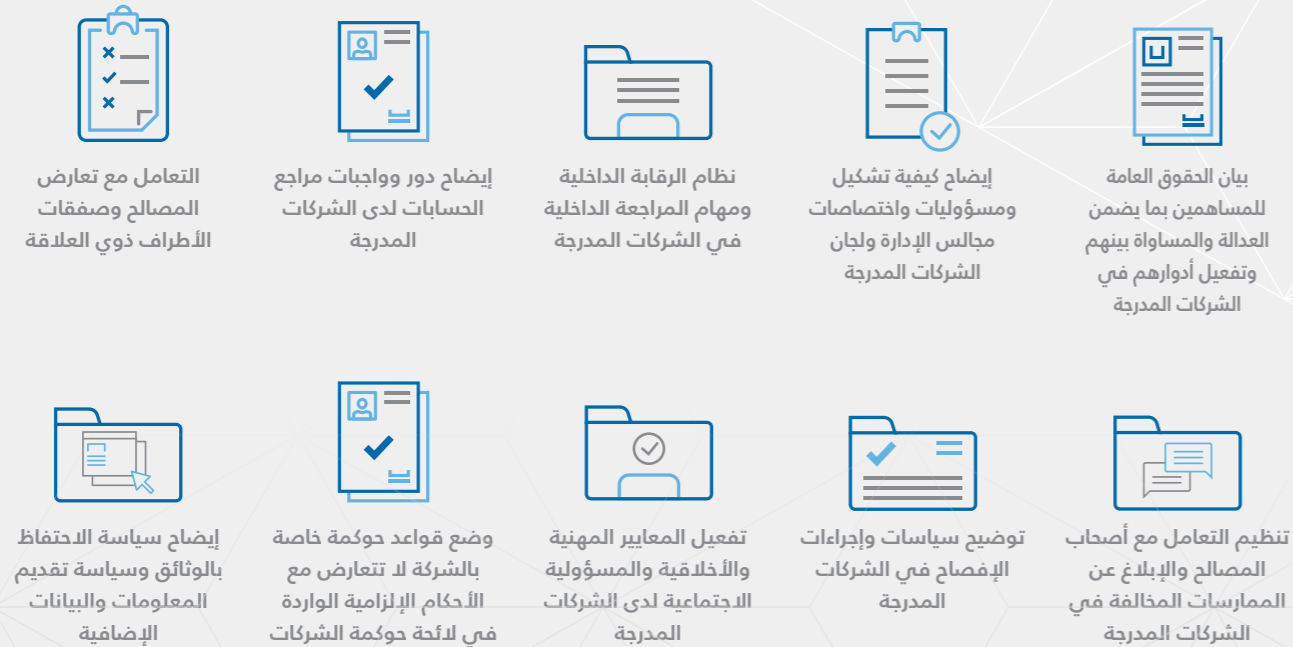 بيان الحقوق العامة
للمساهمين بما يضمن
العدالة والمساواة بينهم
وتفعيل أدوارهم في
الشركات المدرجة
إيضاح كيفية تشكيل
ومسؤوليات واختصاصات
مجالس الإدارة ولجان
الشركات المدرجة
نظام الرقابة الداخلية
ومهام المراجعة الداخلية
في الشركات المدرجة
إيضاح دور وواجبات مراجع
الحسابات لدى الشركات
المدرجة
التعامل مع تعارض
المصالح وصفقات
الأطراف ذوي العلاقة
تنظيم التعامل مع أصحاب
المصالح والإبلاغ عن
الممارسات المخالفة في
الشركات المدرجة
توضيح سياسات وإجراءات
الإفصاح في الشركات
المدرجة
تفعيل المعايير المهنية
والأخلاقية والمسؤولية
الاجتماعية لدى الشركات
المدرجة
وضع قواعد حوكمة خاصة
بالشركة لا تتعارض مع
الأحكام الإلزامية الواردة
في لائحة حوكمة الشركات
إيضاح سياسة الاحتفاظ
بالوثائق وسياسة تقديم
المعلومات والبيانات
الإضافية